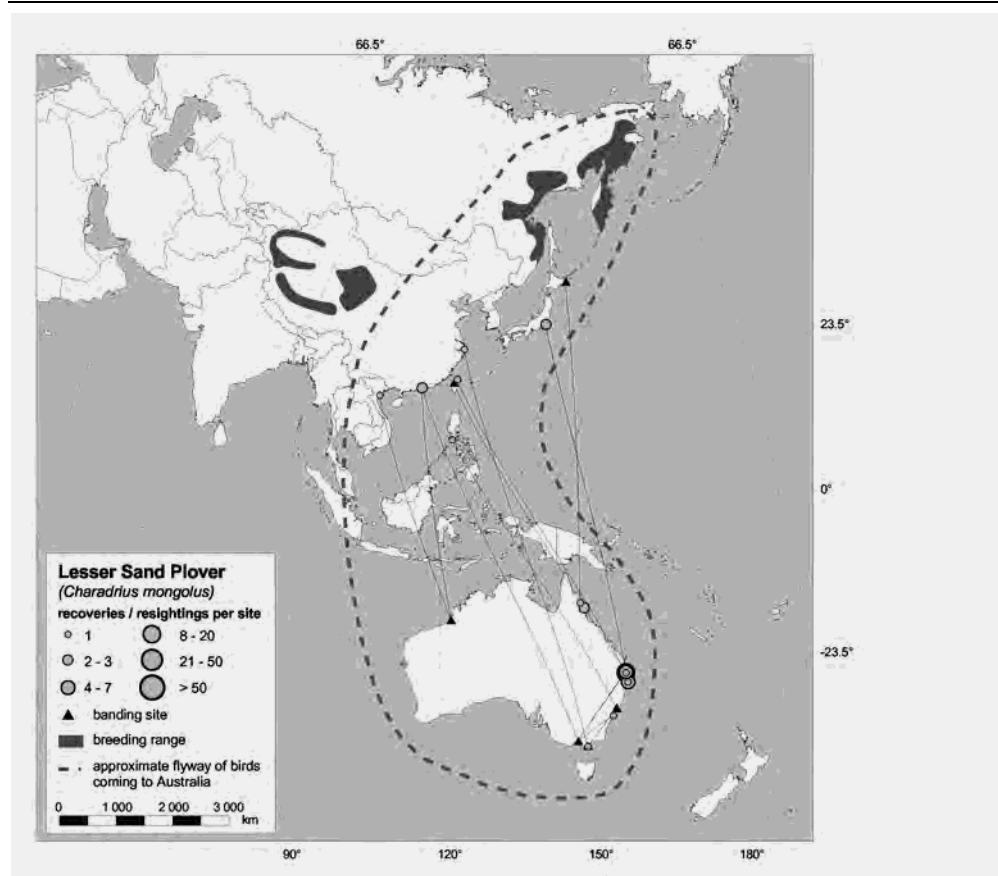 66.5° 66.5°
23.5°
0°
-23.5°
Lesser Sand Plover
(Charadrius mongolus)
recoveries / resightings per site
1 8 - 20
2 - 3 21 - 50
4 - 7 > 50
banding site
breeding range
approximate flyway of birds
coming to Australia
0 1 000 2 000 3 000
km
90° 120° 150° 180°